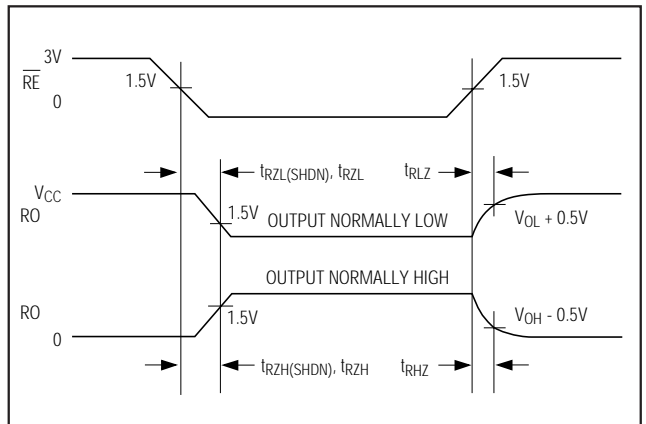 3V
R̅E̅
1.5V
1.5V
0
tRZL(SHDN), tRZL
tRLZ
VCC
RO
1.5V
OUTPUT NORMALLY LOW
VOL + 0.5V
OUTPUT NORMALLY HIGH
RO
1.5V
VOH - 0.5V
0
tRZH(SHDN), tRZH
tRHZ